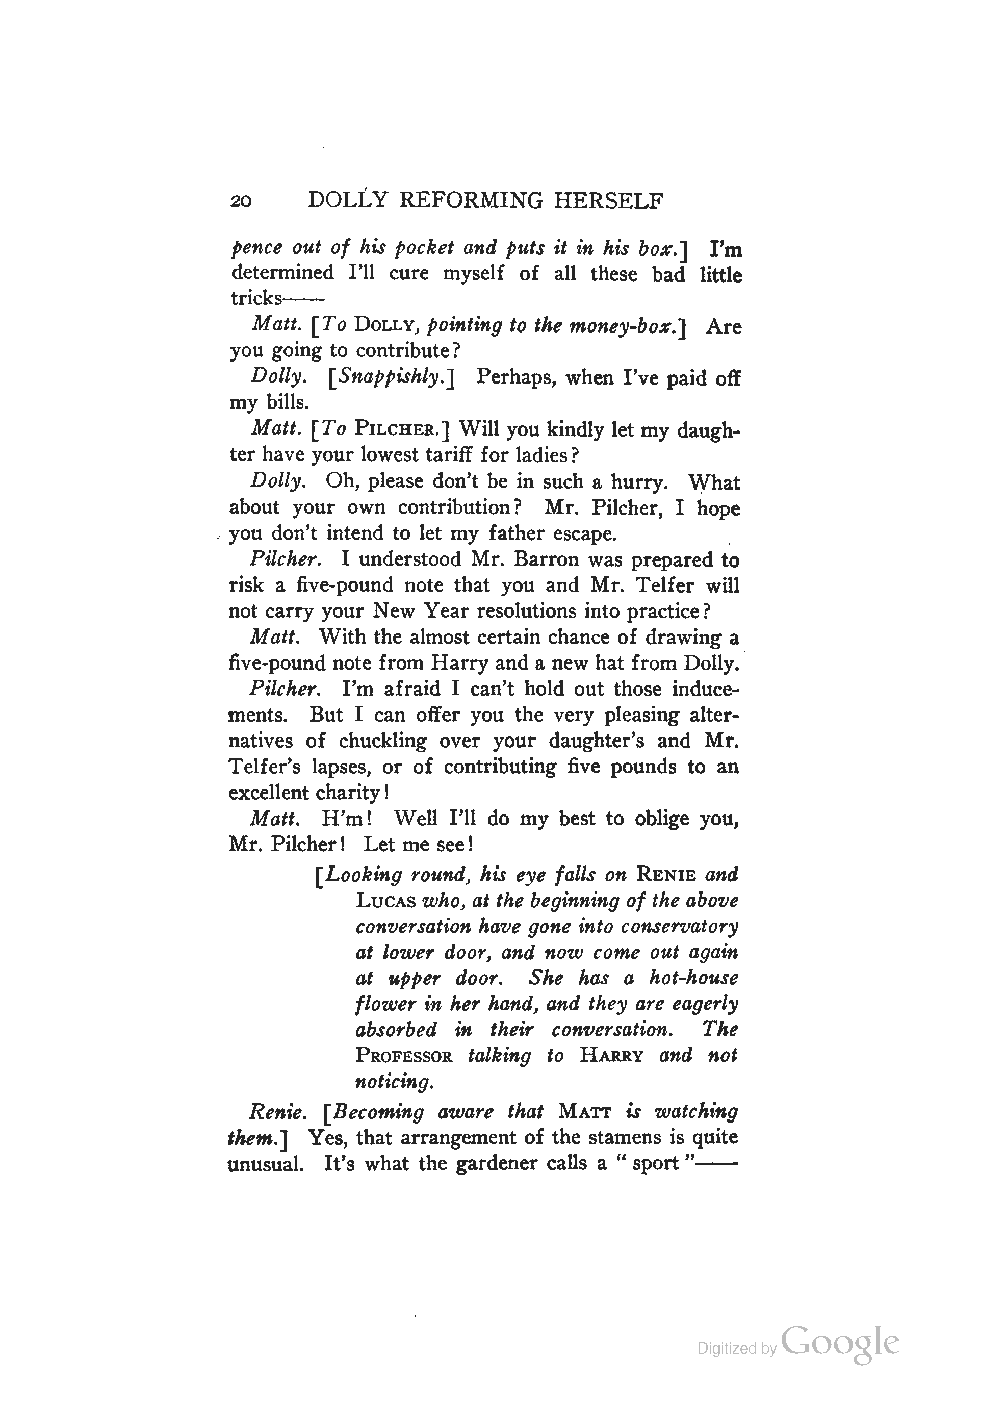 20 DOLLY REFORMING HERSELF
pence out of his pocket and puts it in his box.] I'm
determined I'll cure myself of all these bad little
tricks——
Matt. [To DOLLY, pointing to the money-box.] Are
you going to contribute?
Dolly. [Snappishly.] Perhaps, when I've paid off
my bills.
Matt. [To PILCHER.] Will you kindly let my daugh-
ter have your lowest tariff for ladies?
Dolly. Oh, please don't be in such a hurry. What
about your own contribution? Mr. Pilcher, I hope
you don't intend to let my father escape.
Pilcher. I understood Mr. Barron was prepared to
risk a five-pound note that you and Mr. Telfer will
not carry your New Year resolutions into practice?
Matt. With the almost certain chance of drawing a
five-pound note from Harry and a new hat from Dolly.
Pilcher. I'm afraid I can't hold out those induce-
ments. But I can offer you the very pleasing alter-
natives of chuckling over your daughter's and Mr.
Telfer's lapses, or of contributing five pounds to an
excellent charity!
Matt. H'm! Well I'll do my best to oblige you,
Mr. Pilcher! Let me see!
[Looking round, his eye falls on RENIE and
LUCAS who, at the beginning of the above
conversation have gone into conservatory
at lower door, and now come out again
at upper door. She has a hot-house
flower in her hand, and they are eagerly
absorbed in their conversation. The
PROFESSOR talking to HARRY and not
noticing.
Renie. [Becoming aware that MATT is watching
them.] Yes, that arrangement of the stamens is quite
unusual. It's what the gardener calls a "sport"——
Digitized by Google